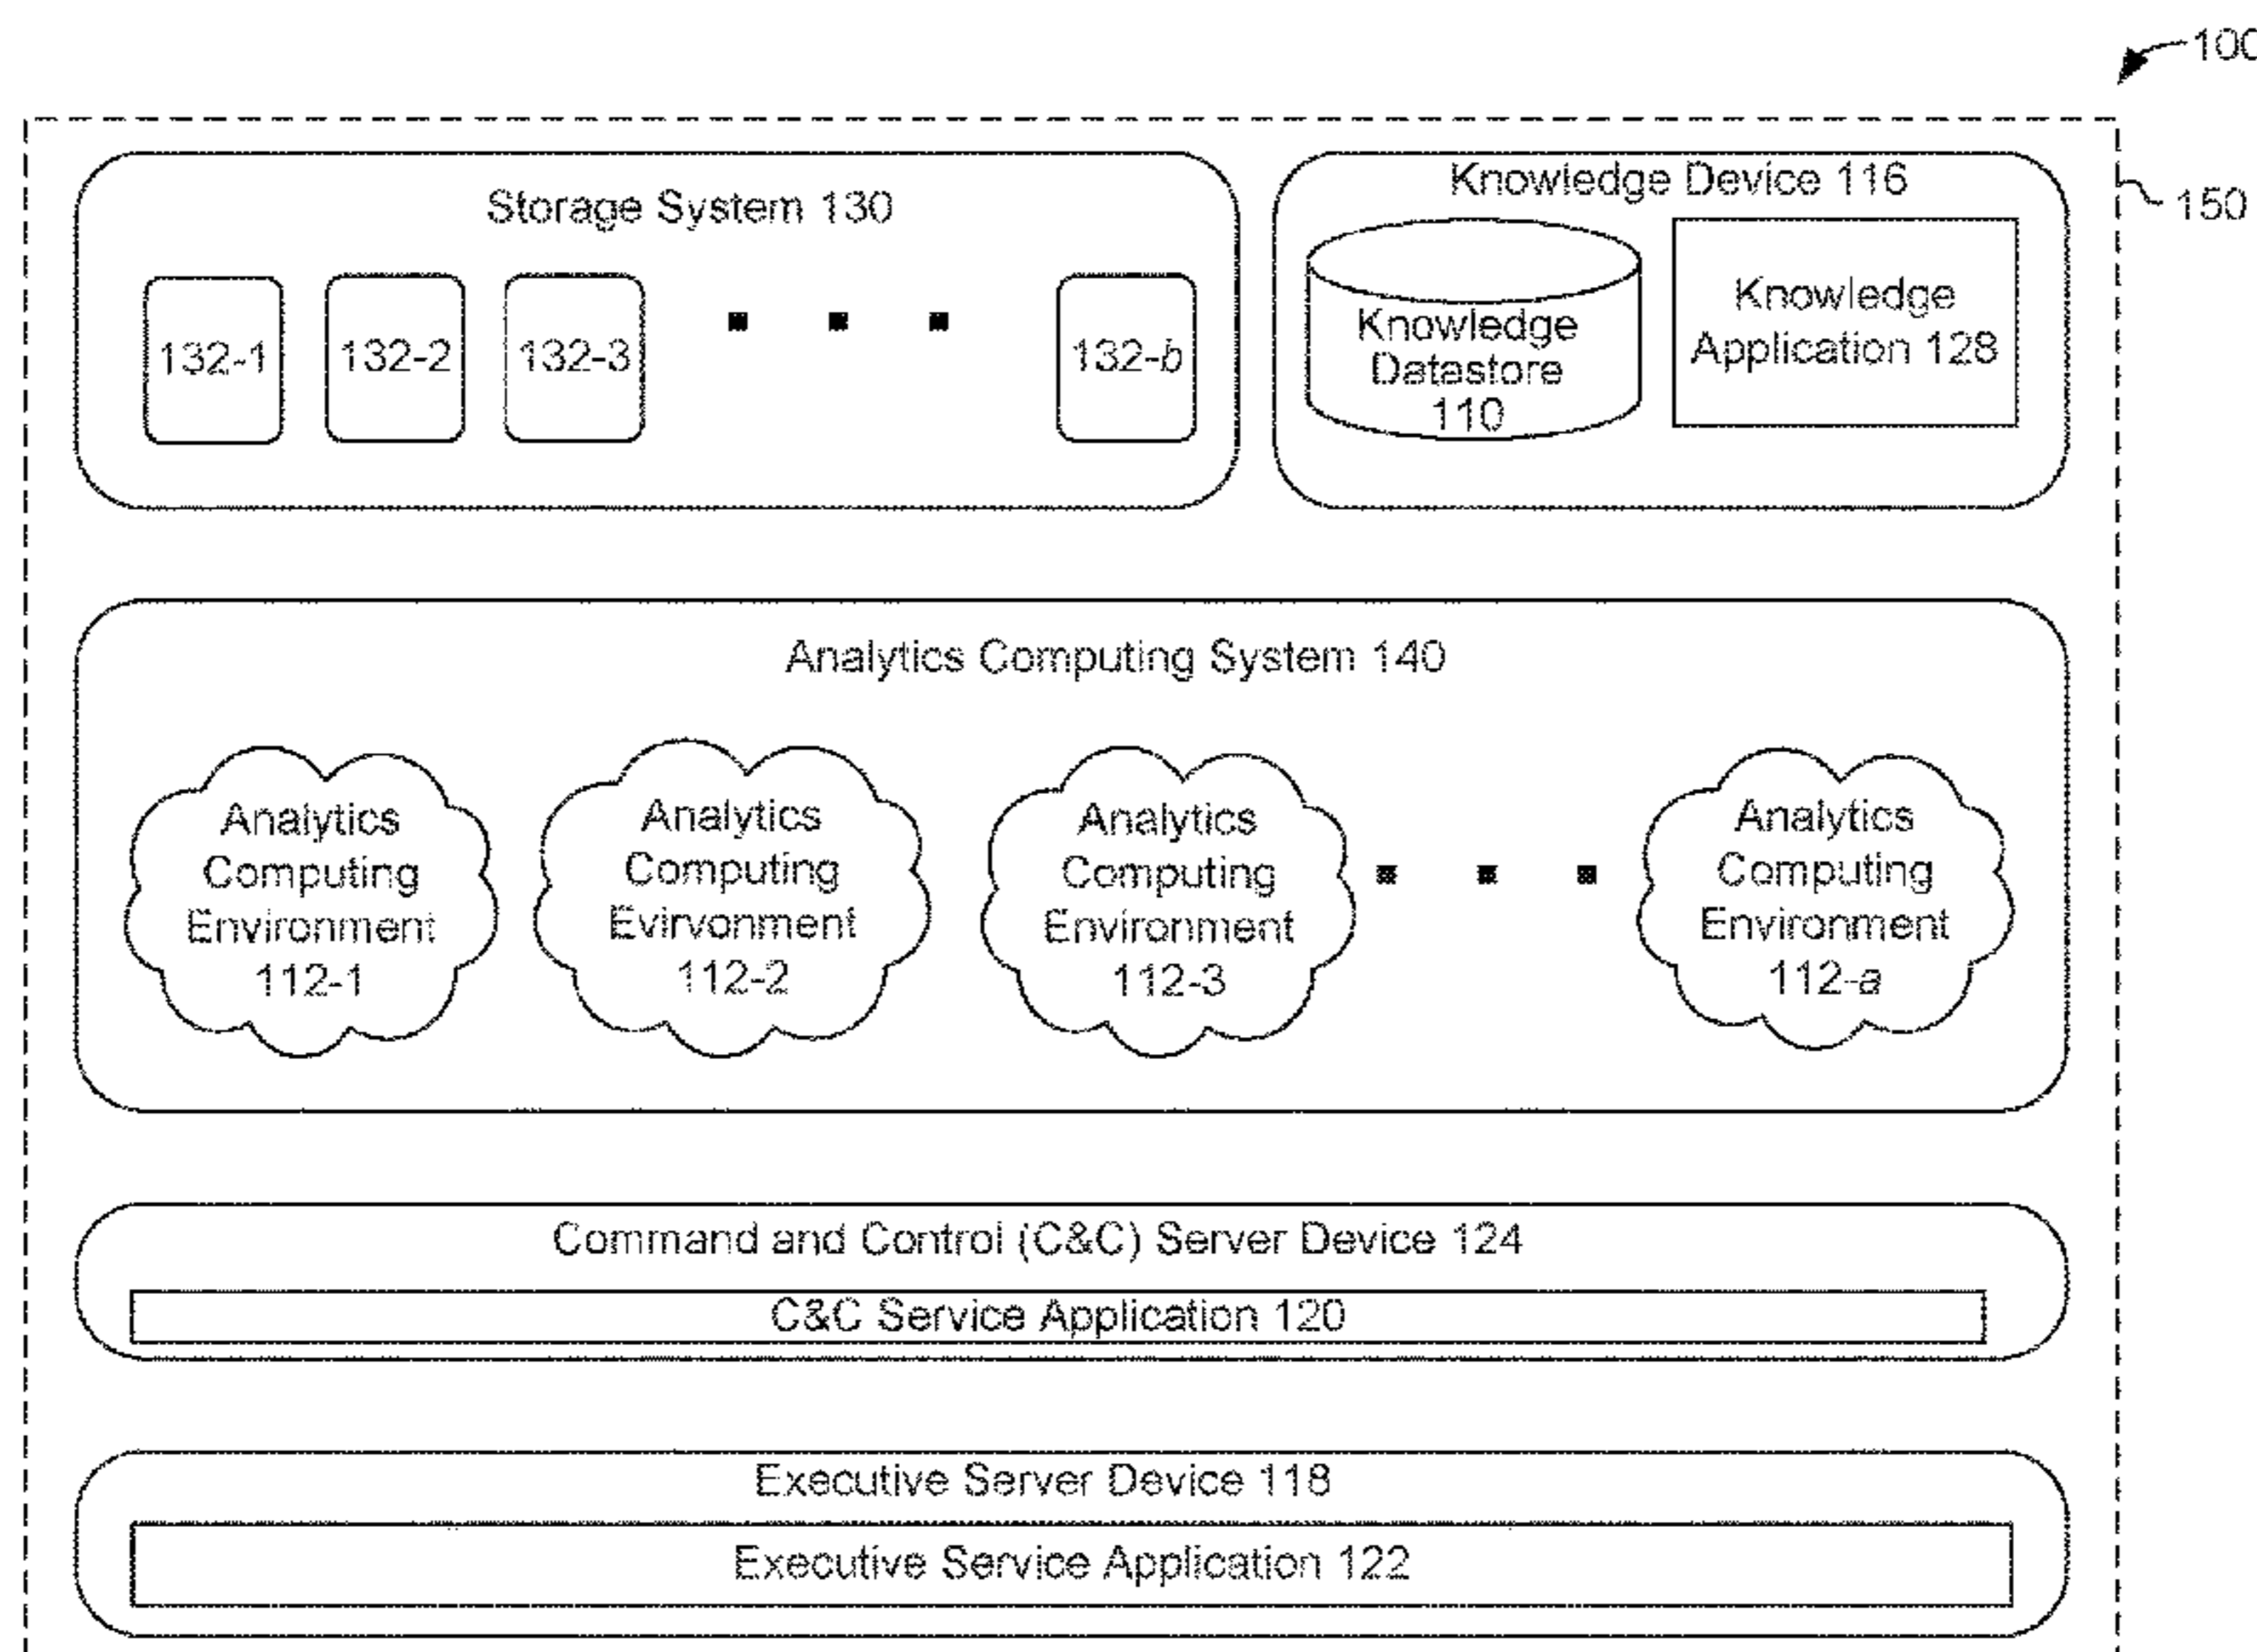 100
150
Storage System 130
132-1
132-2
132-3
132-b
Knowledge Device 116
Knowledge
Datastore
110
Knowledge
Application 128
Analytics Computing System 140
Analytics
Computing
Environment
112-1
Analytics
Computing
Evirvonment
112-2
Analytics
Computing
Environment
112-3
Analytics
Computing
Environment
112-a
Command and Control (C&C) Server Device 124
C&C Service Application 120
Executive Server Device 118
Executive Service Application 122